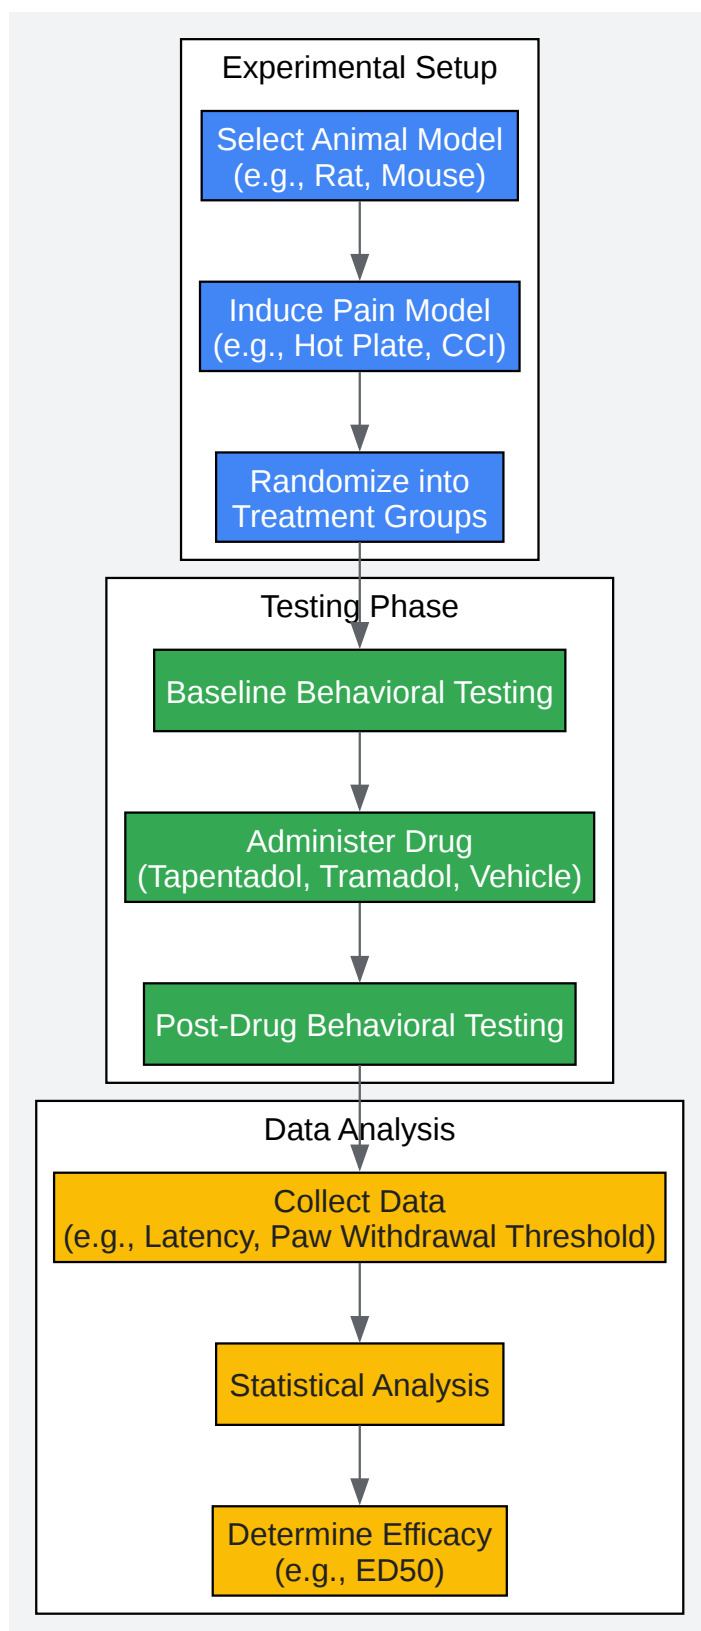 Experimental Setup
Select Animal Model
(e.g., Rat, Mouse)
Induce Pain Model
(e.g., Hot Plate, CCI)
Randomize into
Treatment Groups
Testing Phase
Baseline Behavioral Testing
Administer Drug
(Tapentadol, Tramadol, Vehicle)
Post-Drug Behavioral Testing
Data Analysis
Collect Data
(e.g., Latency, Paw Withdrawal Threshold)
Statistical Analysis
Determine Efficacy
(e.g., ED50)